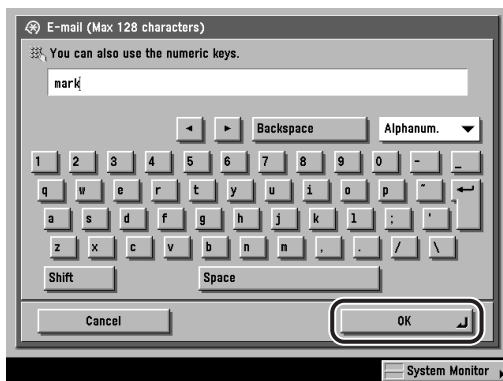 E-mail (Max 128 characters)
You can also use the numeric keys.
mark
◄ ► Backspace Alphanum. ▼
1 2 3 4 5 6 7 8 9 0 - _
q w e r t y u i o p ~
a s d f g h j k l ; '
z x c v b n m , . / \
Shift Space
Cancel OK
System Monitor